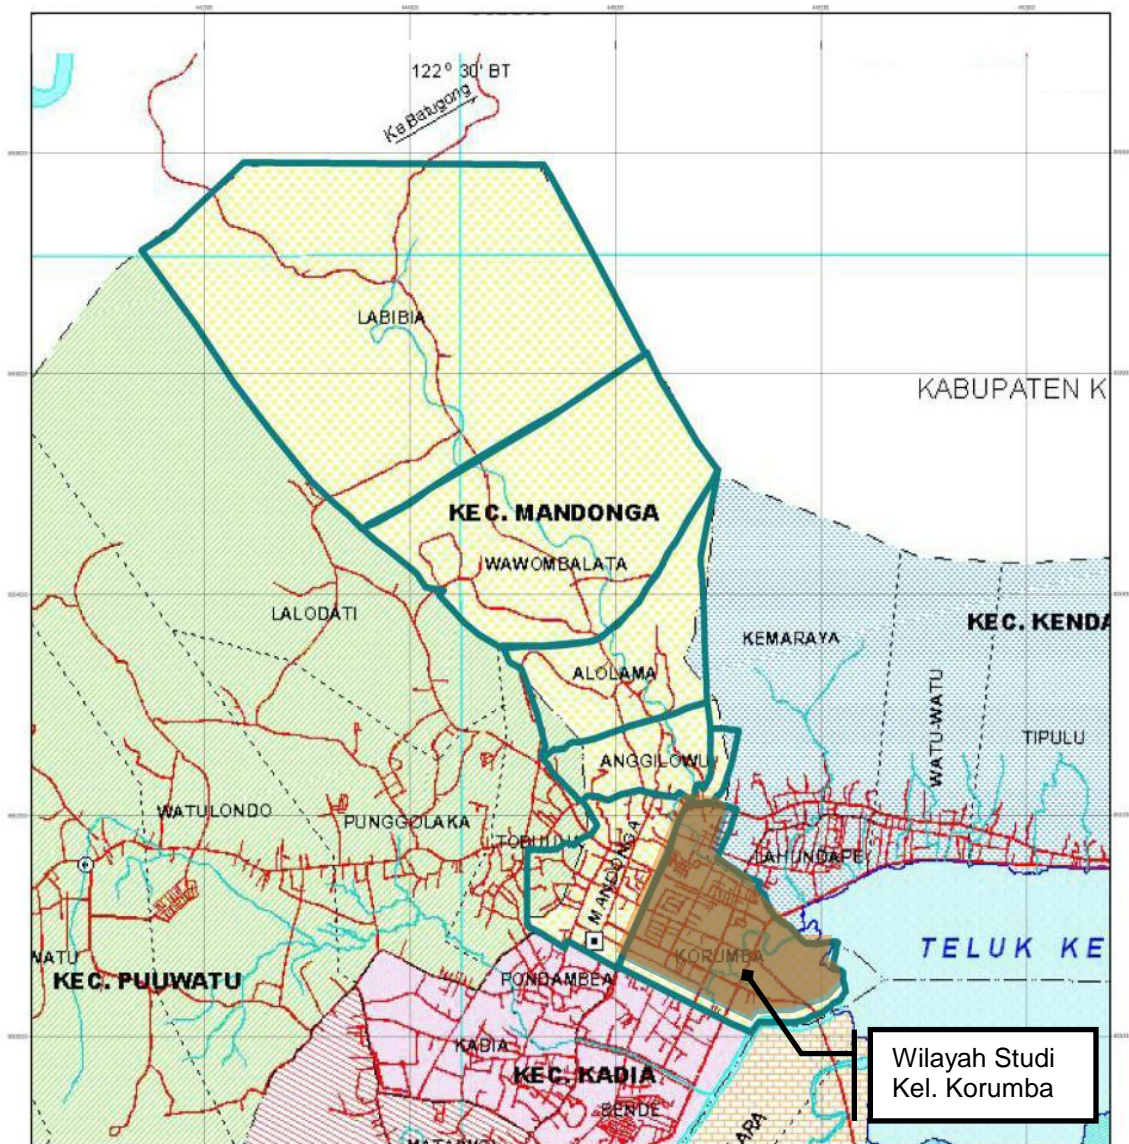 122° 30' BT
Ke Batugong
LABIBIA
KABUPATEN K
KEC. MANDONGA
WAWOMBALATA
LALODATI
KEC. KENDA
KEMARAYA
ALOLAMA
WATU-WATU
TIPULU
ANGGILOWU
WATULONDO
PUNGGOLAKA
TOBUUHA
MANDONGA
LAHUNDAPE
KORUMBA
TELUK KE
WATU
KEC. PUUWATU
PONDAMBEA
KADIA
KEC. KADIA
BENDE
ARA
Wilayah Studi
Kel. Korumba